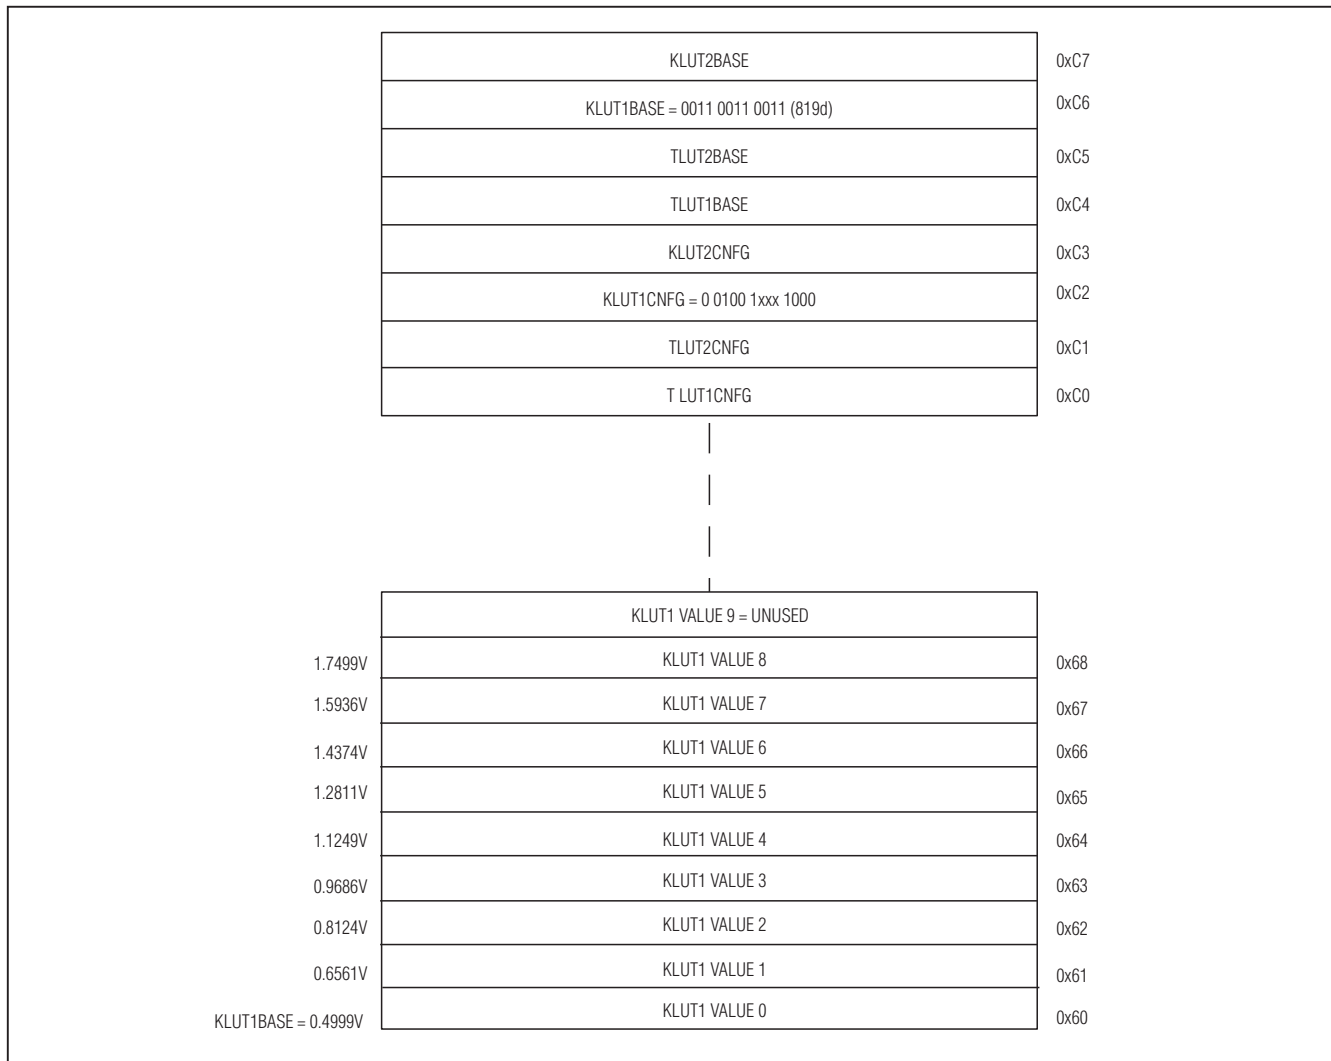 KLUT2BASE 0xC7
KLUT1BASE = 0011 0011 0011 (819d) 0xC6
TLUT2BASE 0xC5
TLUT1BASE 0xC4
KLUT2CNFG 0xC3
KLUT1CNFG = 0 0100 1xxx 1000 0xC2
TLUT2CNFG 0xC1
T LUT1CNFG 0xC0
KLUT1 VALUE 9 = UNUSED
1.7499V KLUT1 VALUE 8 0x68
1.5936V KLUT1 VALUE 7 0x67
1.4374V KLUT1 VALUE 6 0x66
1.2811V KLUT1 VALUE 5 0x65
1.1249V KLUT1 VALUE 4 0x64
0.9686V KLUT1 VALUE 3 0x63
0.8124V KLUT1 VALUE 2 0x62
0.6561V KLUT1 VALUE 1 0x61
KLUT1BASE = 0.4999V KLUT1 VALUE 0 0x60